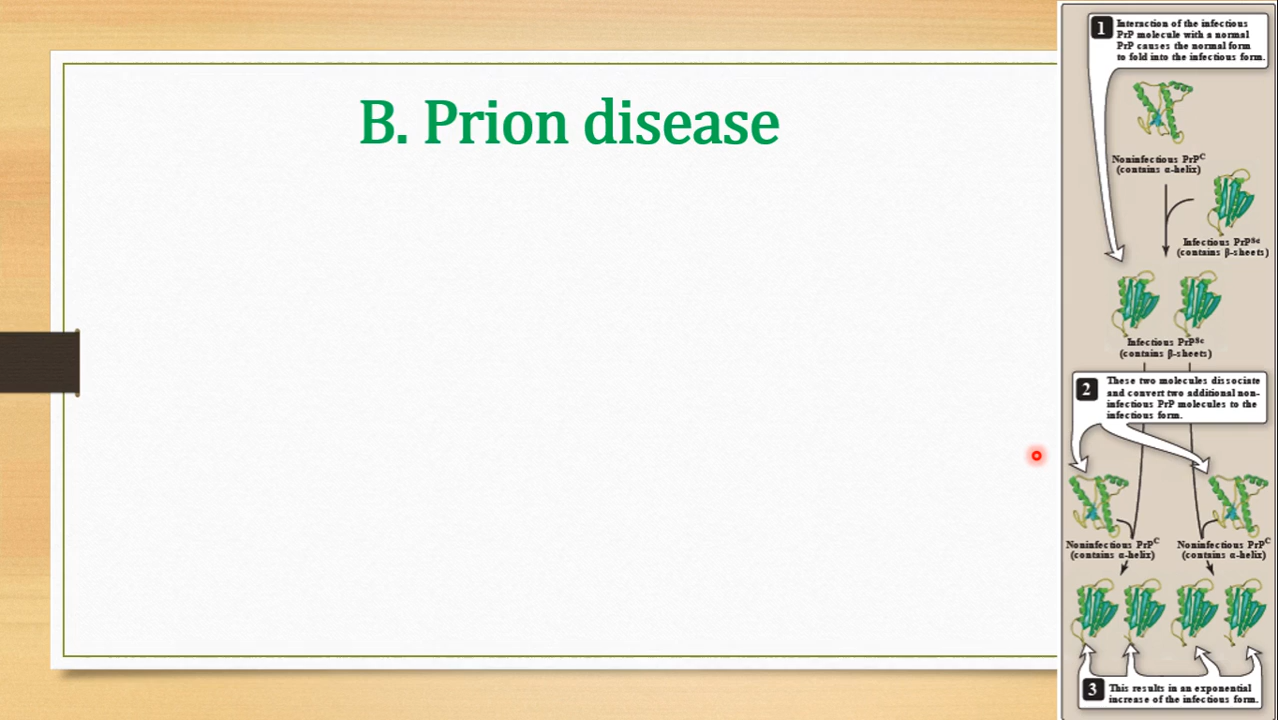 B. Prion disease
1
Interaction of the infectious
PrP molecule with a normal
PrP causes the normal form
to fold into the infectious form.
Noninfectious PrPC
(contains α-helix)
Infectious PrPSc
(contains β-sheets)
Infectious PrPSc
(contains β-sheets)
2
These two molecules dissociate
and convert two additional non-
infectious PrP molecules to the
infectious form.
Noninfectious PrPC
(contains α-helix)
Noninfectious PrPC
(contains α-helix)
3
This results in an exponential
increase of the infectious form.